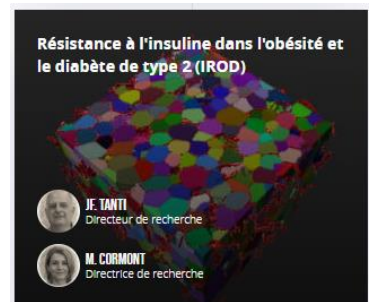 Résistance à l'insuline dans l'obésité et
le diabète de type 2 (IROD)
JF. TANTI
Directeur de recherche
M. CORMONT
Directrice de recherche